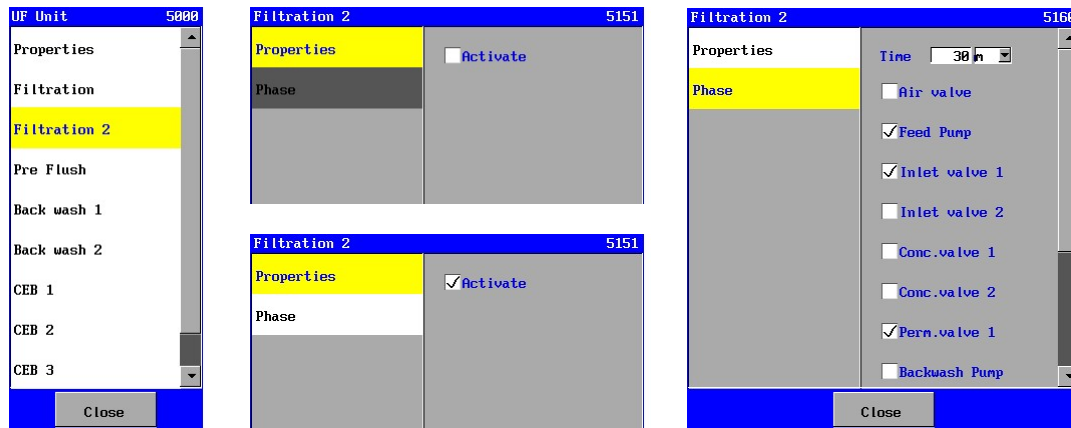 UF Unit 5000
Properties
Filtration
Filtration 2
Pre Flush
Back wash 1
Back wash 2
CEB 1
CEB 2
CEB 3
Close
Filtration 2 5151
Properties
Activate
Phase
Filtration 2 5151
Properties
Activate
Phase
Filtration 2 5160
Properties
Phase
Time 30 m
Air valve
Feed Pump
Inlet valve 1
Inlet valve 2
Conc.valve 1
Conc.valve 2
Perm.valve 1
Backwash Pump
Close